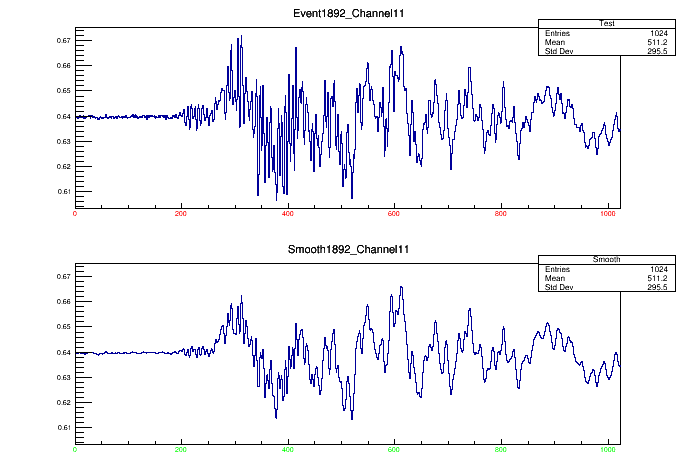 Event1892_Channel11
Test
Entries 1024
Mean 511.2
Std Dev 295.5
0.67
0.66
0.65
0.64
0.63
0.62
0.61
0 200 400 600 800 1000
Smooth1892_Channel11
Smooth
Entries 1024
Mean 511.2
Std Dev 295.5
0.67
0.66
0.65
0.64
0.63
0.62
0.61
0 200 400 600 800 1000